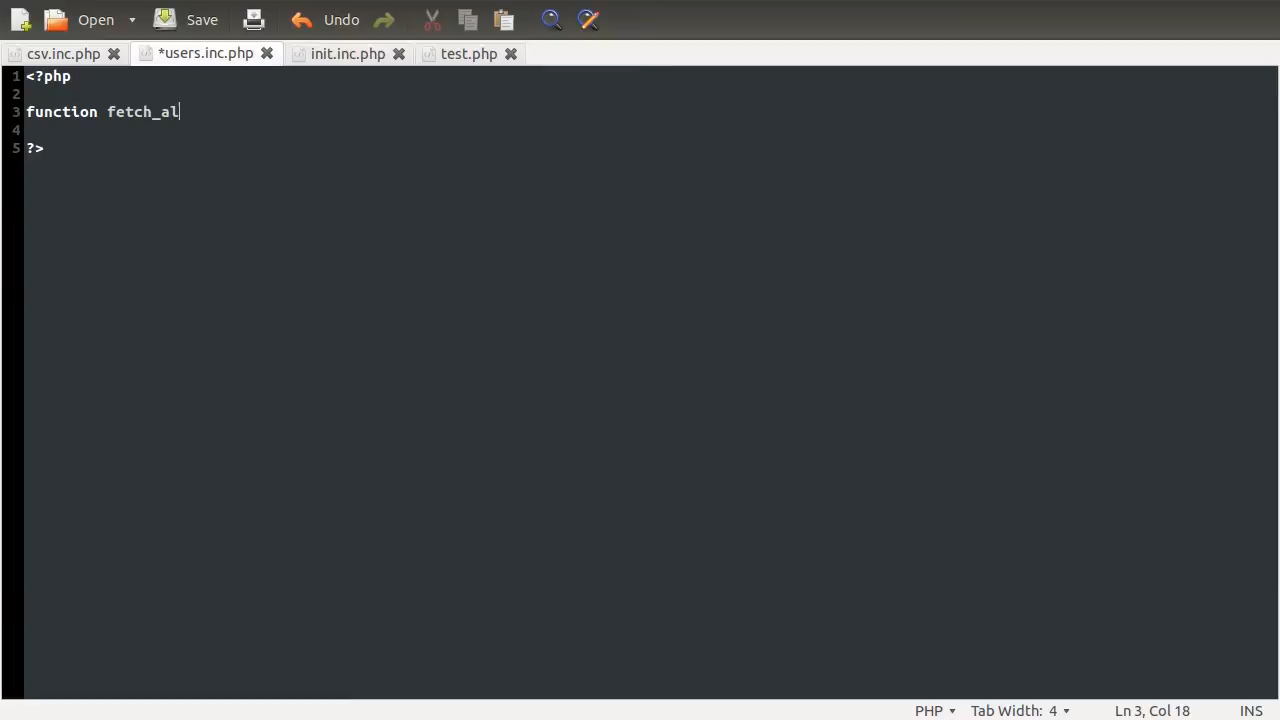 Open Save Undo
csv.inc.php *users.inc.php init.inc.php test.php
1 <?php
2
3 function fetch_al
4
5 ?>
PHP Tab Width: 4 Ln 3, Col 18 INS